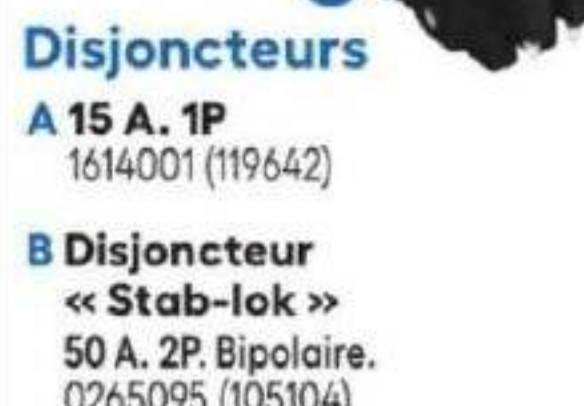 Disjoncteurs
A 15 A. 1P
1614001 (119642)
B Disjoncteur
« Stab-lok »
50 A. 2P. Bipolaire.
0265095 (105104)